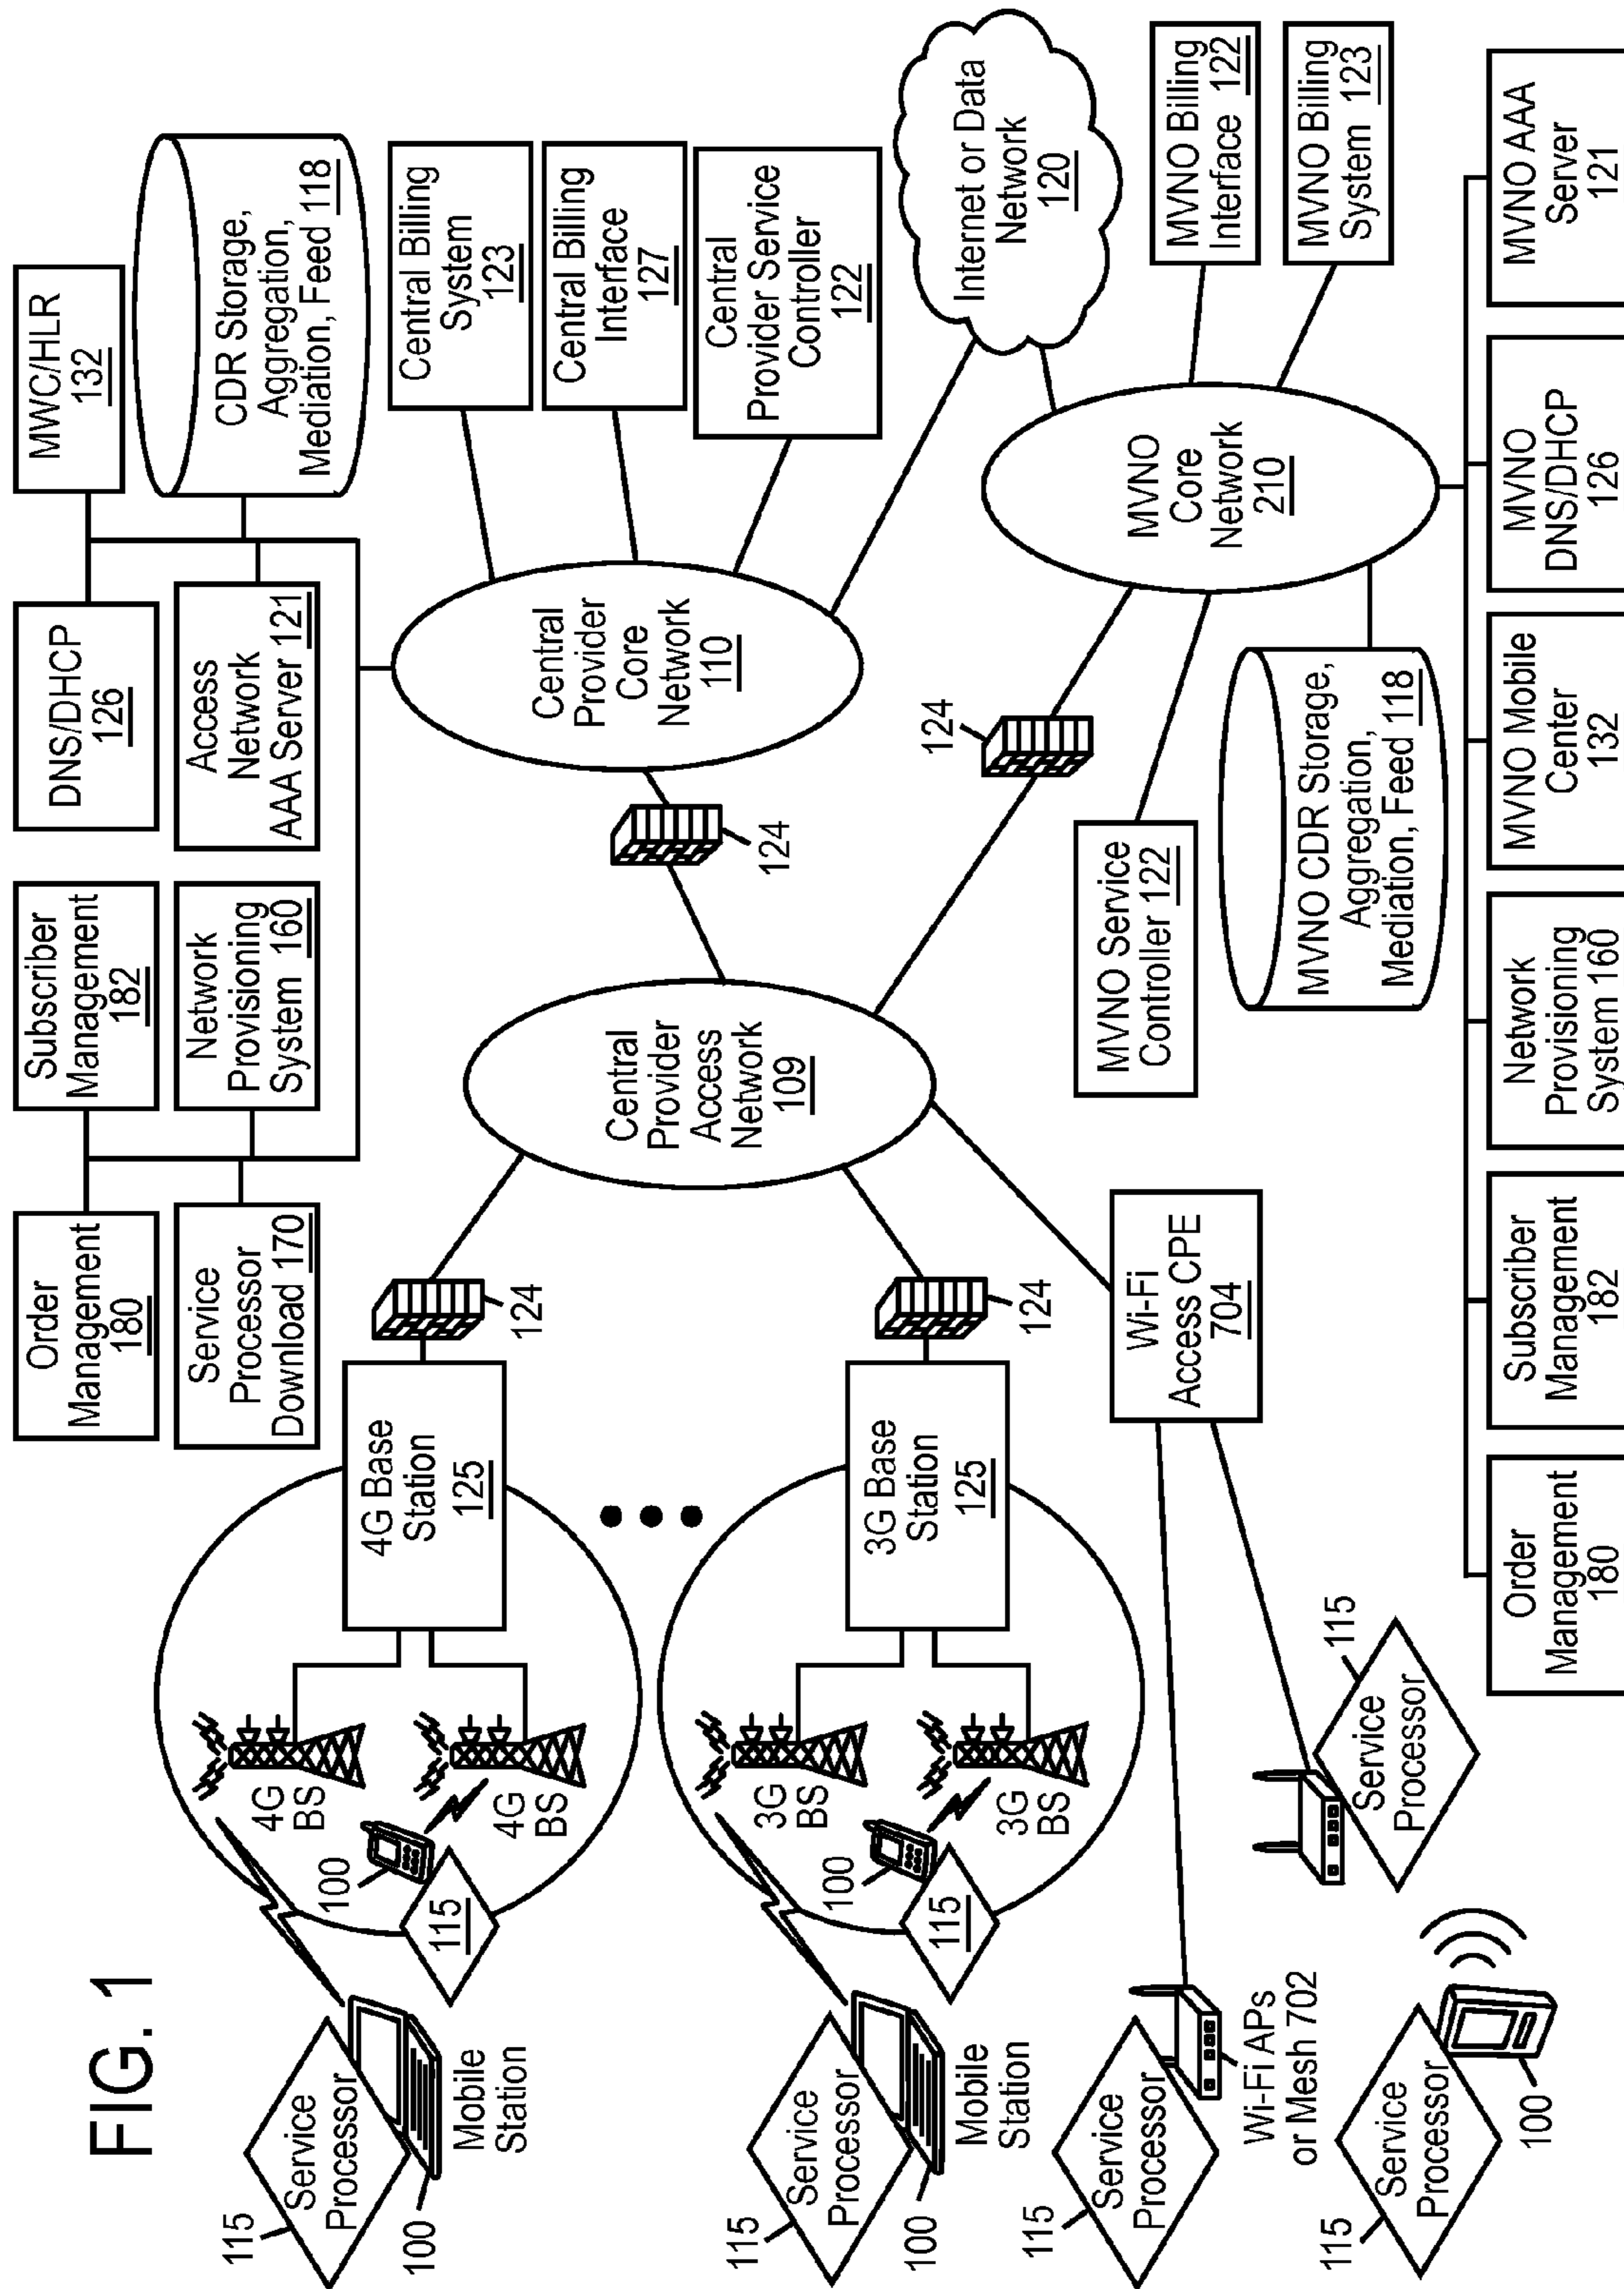 FIG. 1
Order
Management
180
Subscriber
Management
182
DNS/DHCP
126
MWC/HLR
132
Service
Processor
Download 170
Network
Provisioning
System 160
Access
Network
AAA Server 121
CDR Storage,
Aggregation,
Mediation, Feed 118
115
Service
Processor
100
Mobile
Station
4G
BS
100
4G
BS
115
4G Base
Station
125
124
Central
Provider
Access
Network
109
124
Central
Provider
Core
Network
110
Central Billing
System
123
Central Billing
Interface
127
Central
Provider Service
Controller
122
115
Service
Processor
100
Mobile
Station
3G
BS
100
3G
BS
115
3G Base
Station
125
124
124
Internet or Data
Network
120
115
Service
Processor
Wi-Fi APs
or Mesh 702
Wi-Fi
Access CPE
704
MVNO Service
Controller 122
MVNO
Core
Network
210
MVNO Billing
Interface 122
MVNO Billing
System 123
115
Service
Processor
100
115
Service
Processor
MVNO CDR Storage,
Aggregation,
Mediation, Feed 118
Order
Management
180
Subscriber
Management
182
Network
Provisioning
System 160
MVNO Mobile
Center
132
MVNO
DNS/DHCP
126
MVNO AAA
Server
121